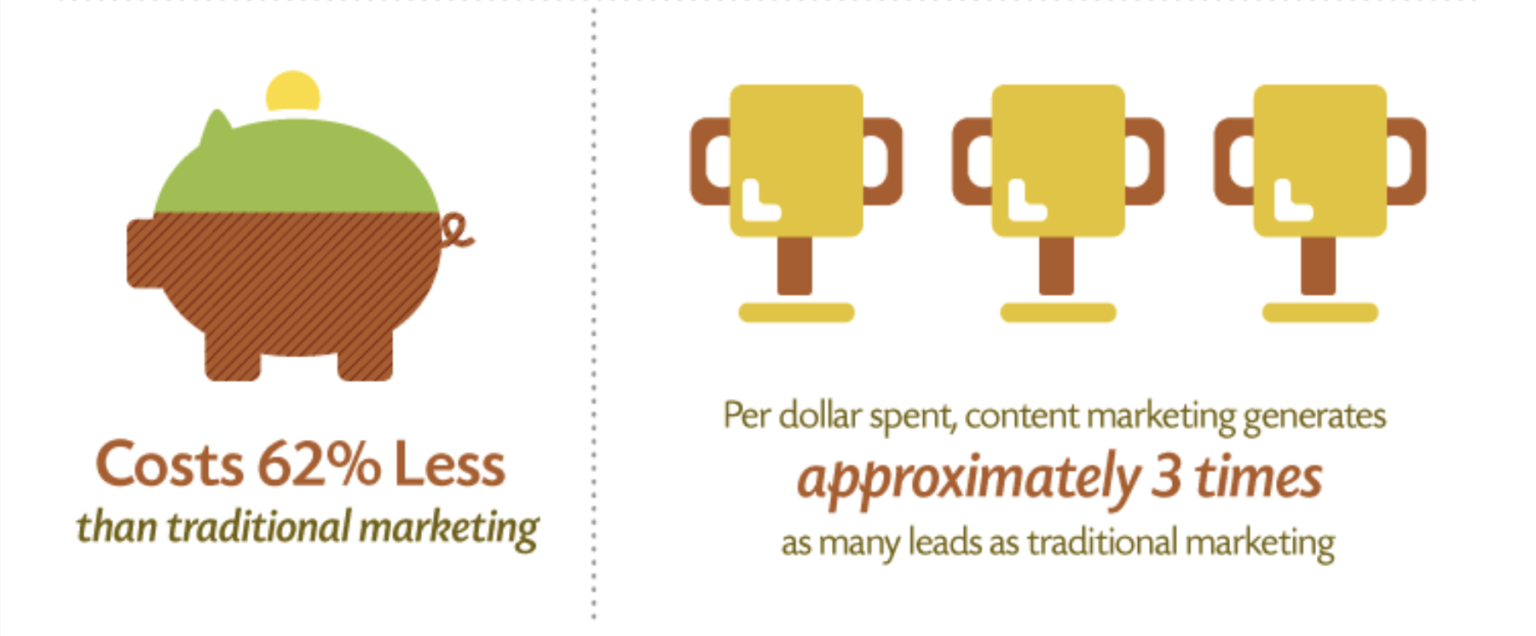 Costs 62% Less
than traditional marketing
Per dollar spent, content marketing generates
approximately 3 times
as many leads as traditional marketing